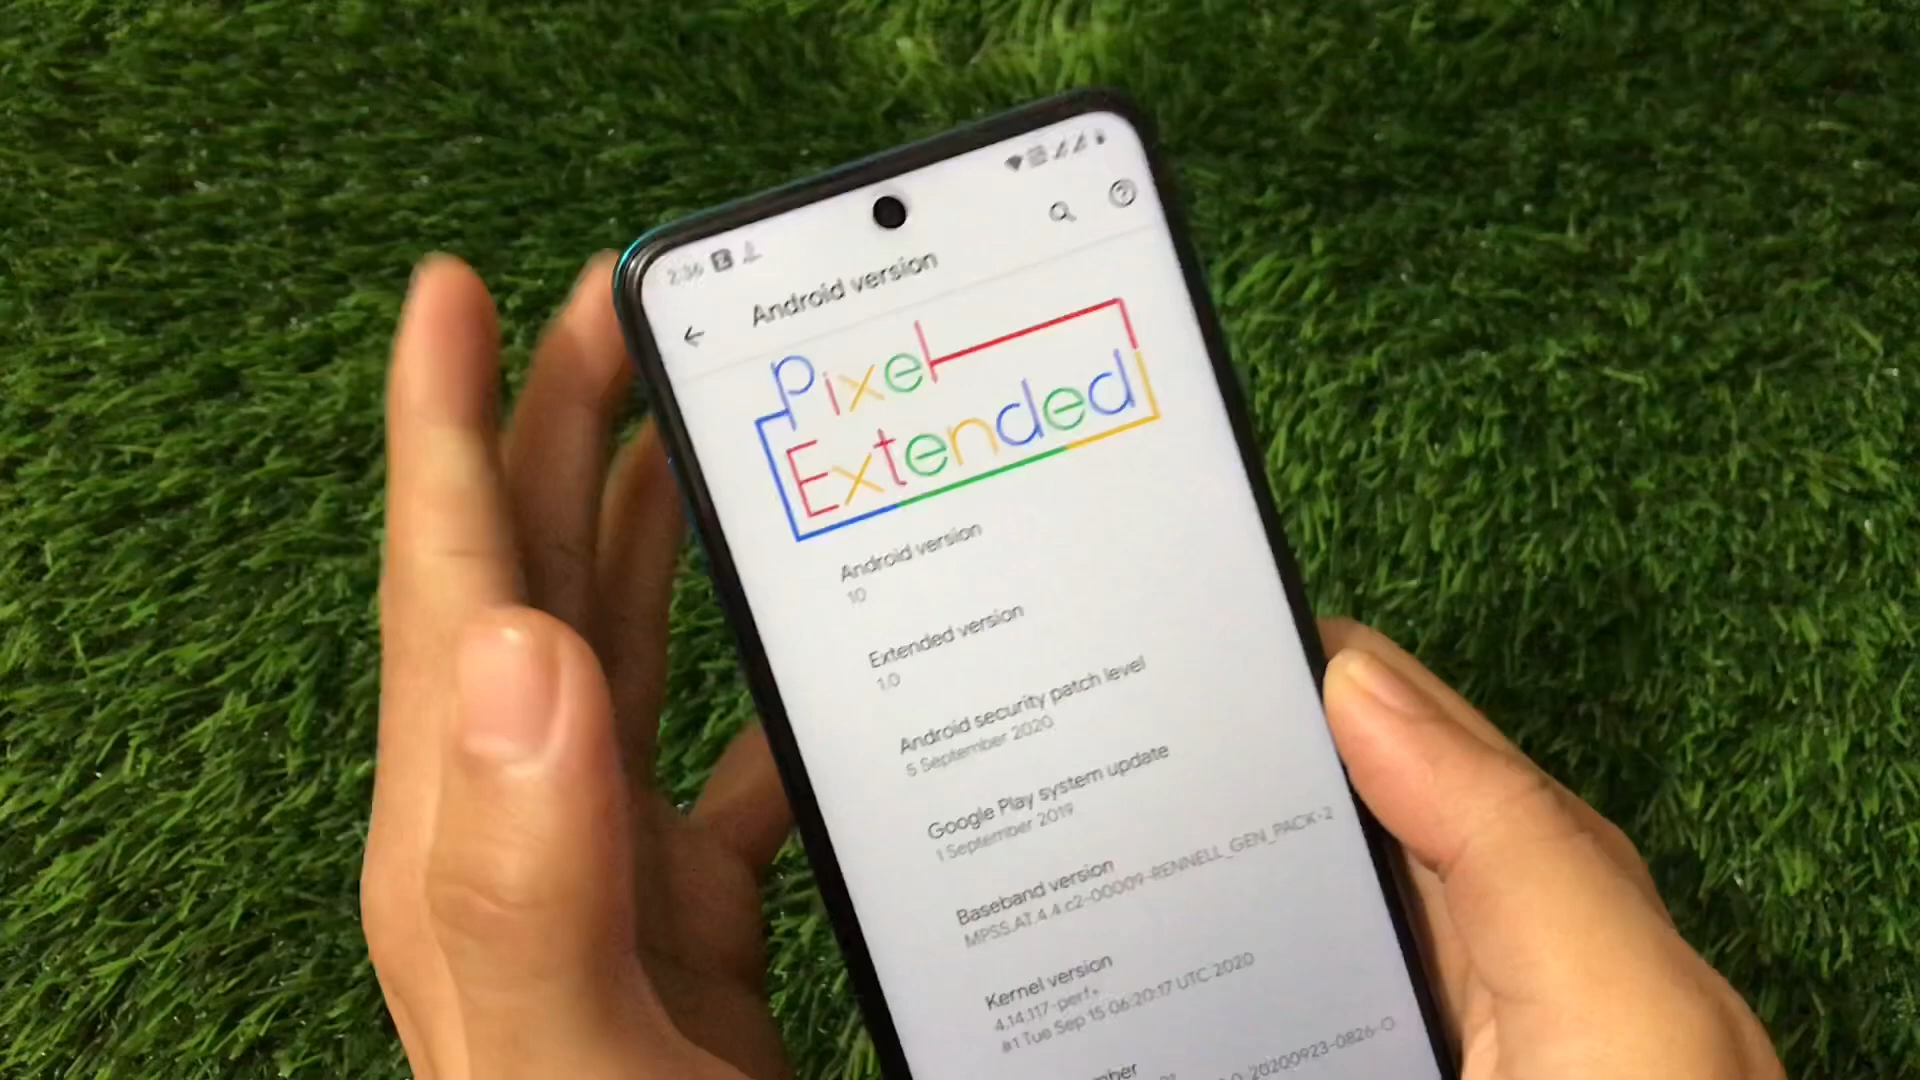 2:36
Android version
Pixel
Extended
Android version
10
Extended version
1.0
Android security patch level
5 September 2020
Google Play system update
1 September 2019
Baseband version
MPSS.AT.4.4.c2-00009-RENNELL_GEN_PACK-2
Kernel version
4.14.117-perf+
#1 Tue Sep 15 06:20:17 UTC 2020
20200923-0826-O